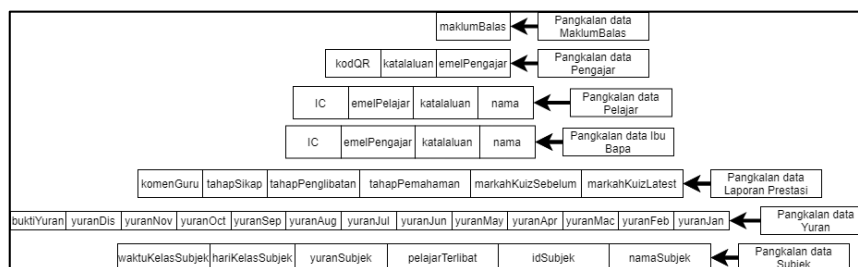 maklumBalas
Pangkalan data
MaklumBalas
kodQR katalaluan emelPengajar
Pangkalan data
Pengajar
IC emelPelajar katalaluan nama
Pangkalan data
Pelajar
IC emelPengajar katalaluan nama
Pangkalan data Ibu
Bapa
komenGuru tahapSikap tahapPenglibatan tahapPemahaman markahKuizSebelum markahKuizLatest
Pangkalan data
Laporan Prestasi
buktiYuran yuranDis yuranNov yuranOct yuranSep yuranAug yuranJul yuranJun yuranMay yuranApr yuranMac yuranFeb yuranJan
Pangkalan data
Yuran
waktuKelasSubjek hariKelasSubjek yuranSubjek pelajarTerlibat idSubjek namaSubjek
Pangkalan data
Subjek